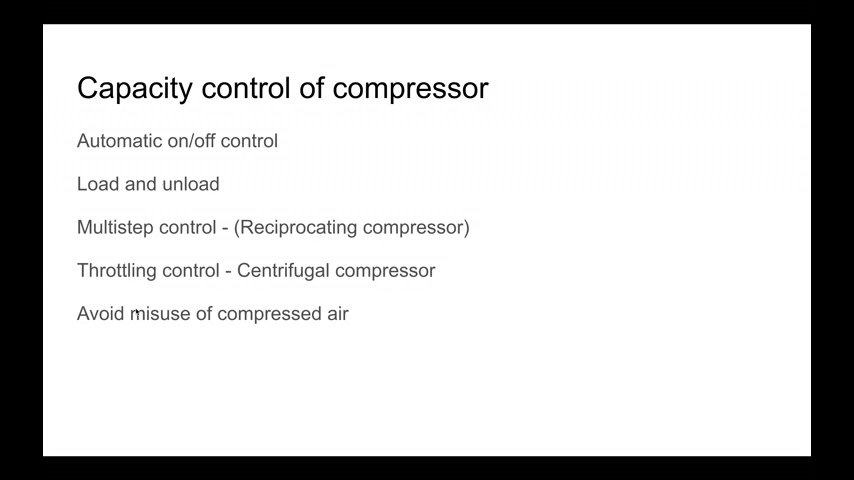 Capacity control of compressor
Automatic on/off control
Load and unload
Multistep control - (Reciprocating compressor)
Throttling control - Centrifugal compressor
Avoid misuse of compressed air